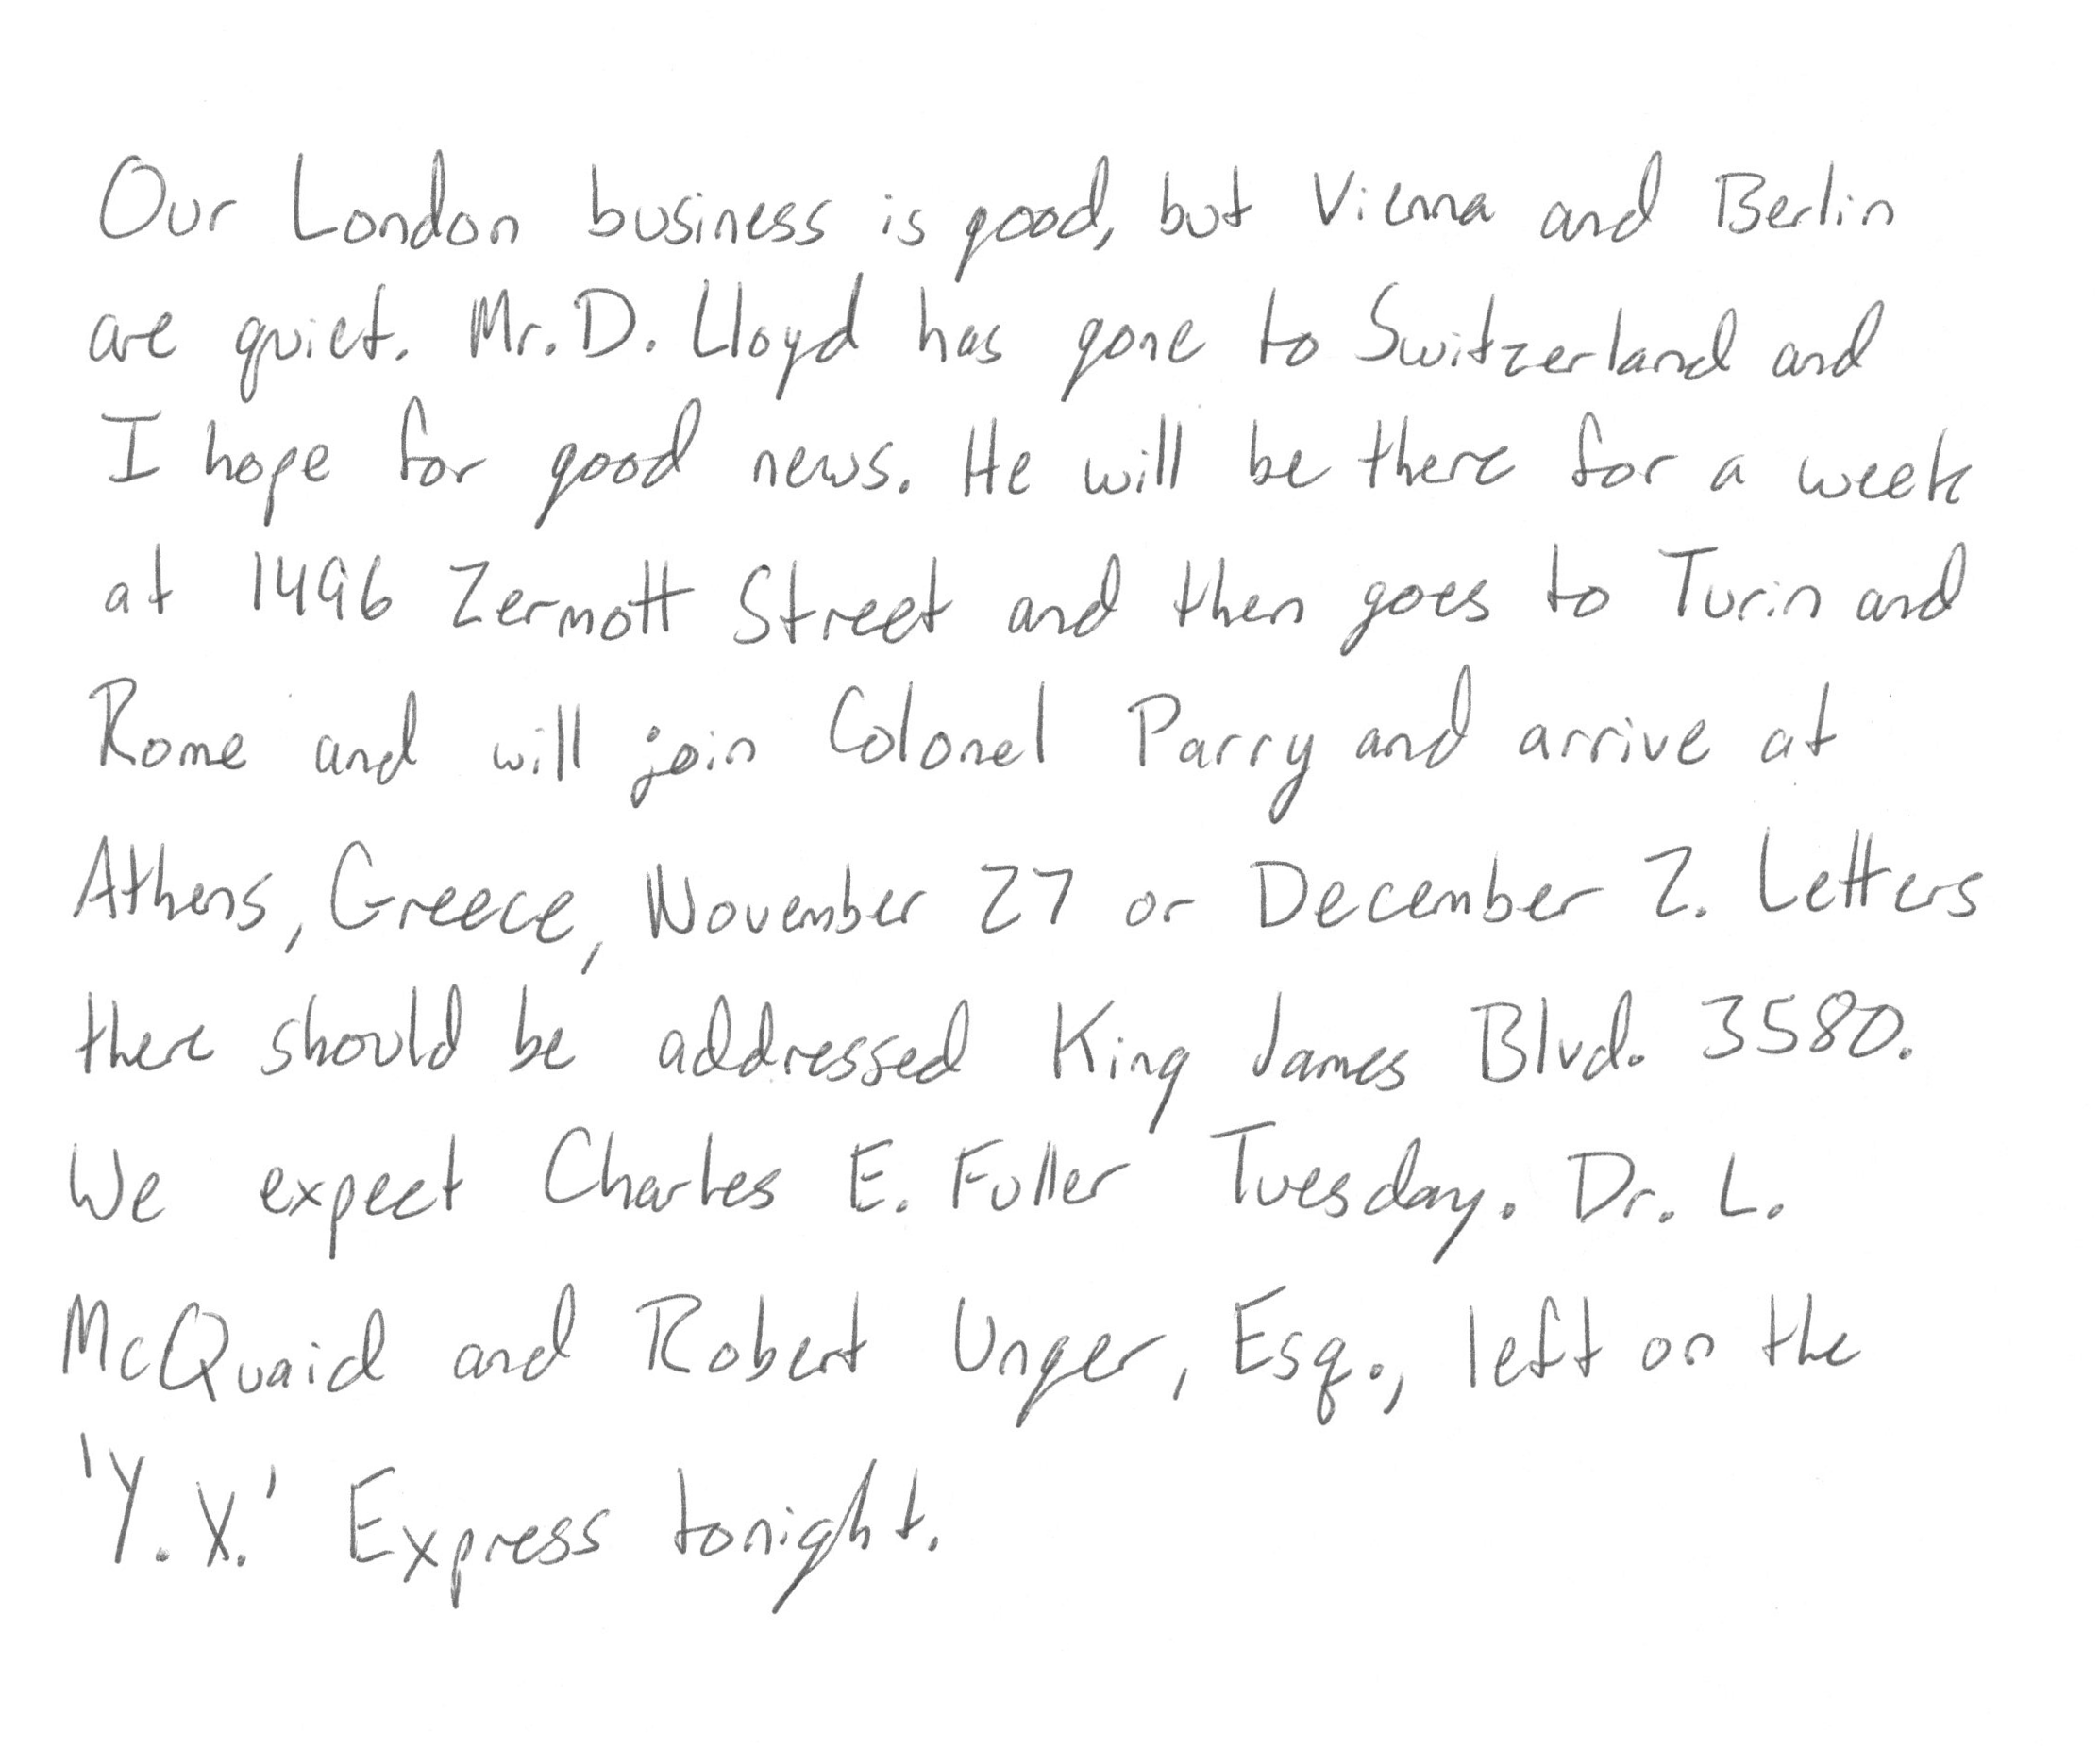 Our London business is good, but Vienna and Berlin
are quiet. Mr. D. Lloyd has gone to Switzerland and
I hope for good news. He will be there for a week
at 1496 Zermott Street and then goes to Turin and
Rome and will join Colonel Parry and arrive at
Athens, Greece, November 27 or December 2. Letters
there should be addressed King James Blvd. 3580.
We expect Charles E. Fuller Tuesday. Dr. L.
McQuaid and Robert Unger, Esq., left on the
'Y.X.' Express tonight.